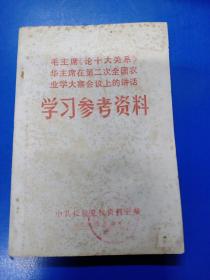 毛主席《论十大关系》
华主席在第二次全国农
业学大寨会议上的讲话
学习参考资料